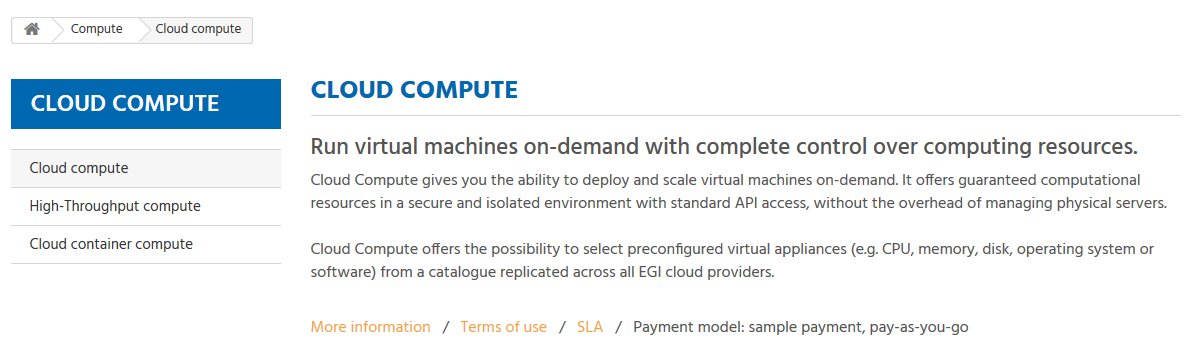 Compute
Cloud compute
CLOUD COMPUTE
Cloud compute
High-Throughput compute
Cloud container compute
CLOUD COMPUTE
Run virtual machines on-demand with complete control over computing resources.
Cloud Compute gives you the ability to deploy and scale virtual machines on-demand. It offers guaranteed computational
resources in a secure and isolated environment with standard API access, without the overhead of managing physical servers.
Cloud Compute offers the possibility to select preconfigured virtual appliances (e.g. CPU, memory, disk, operating system or
software) from a catalogue replicated across all EGI cloud providers.
More information / Terms of use / SLA / Payment model: sample payment, pay-as-you-go